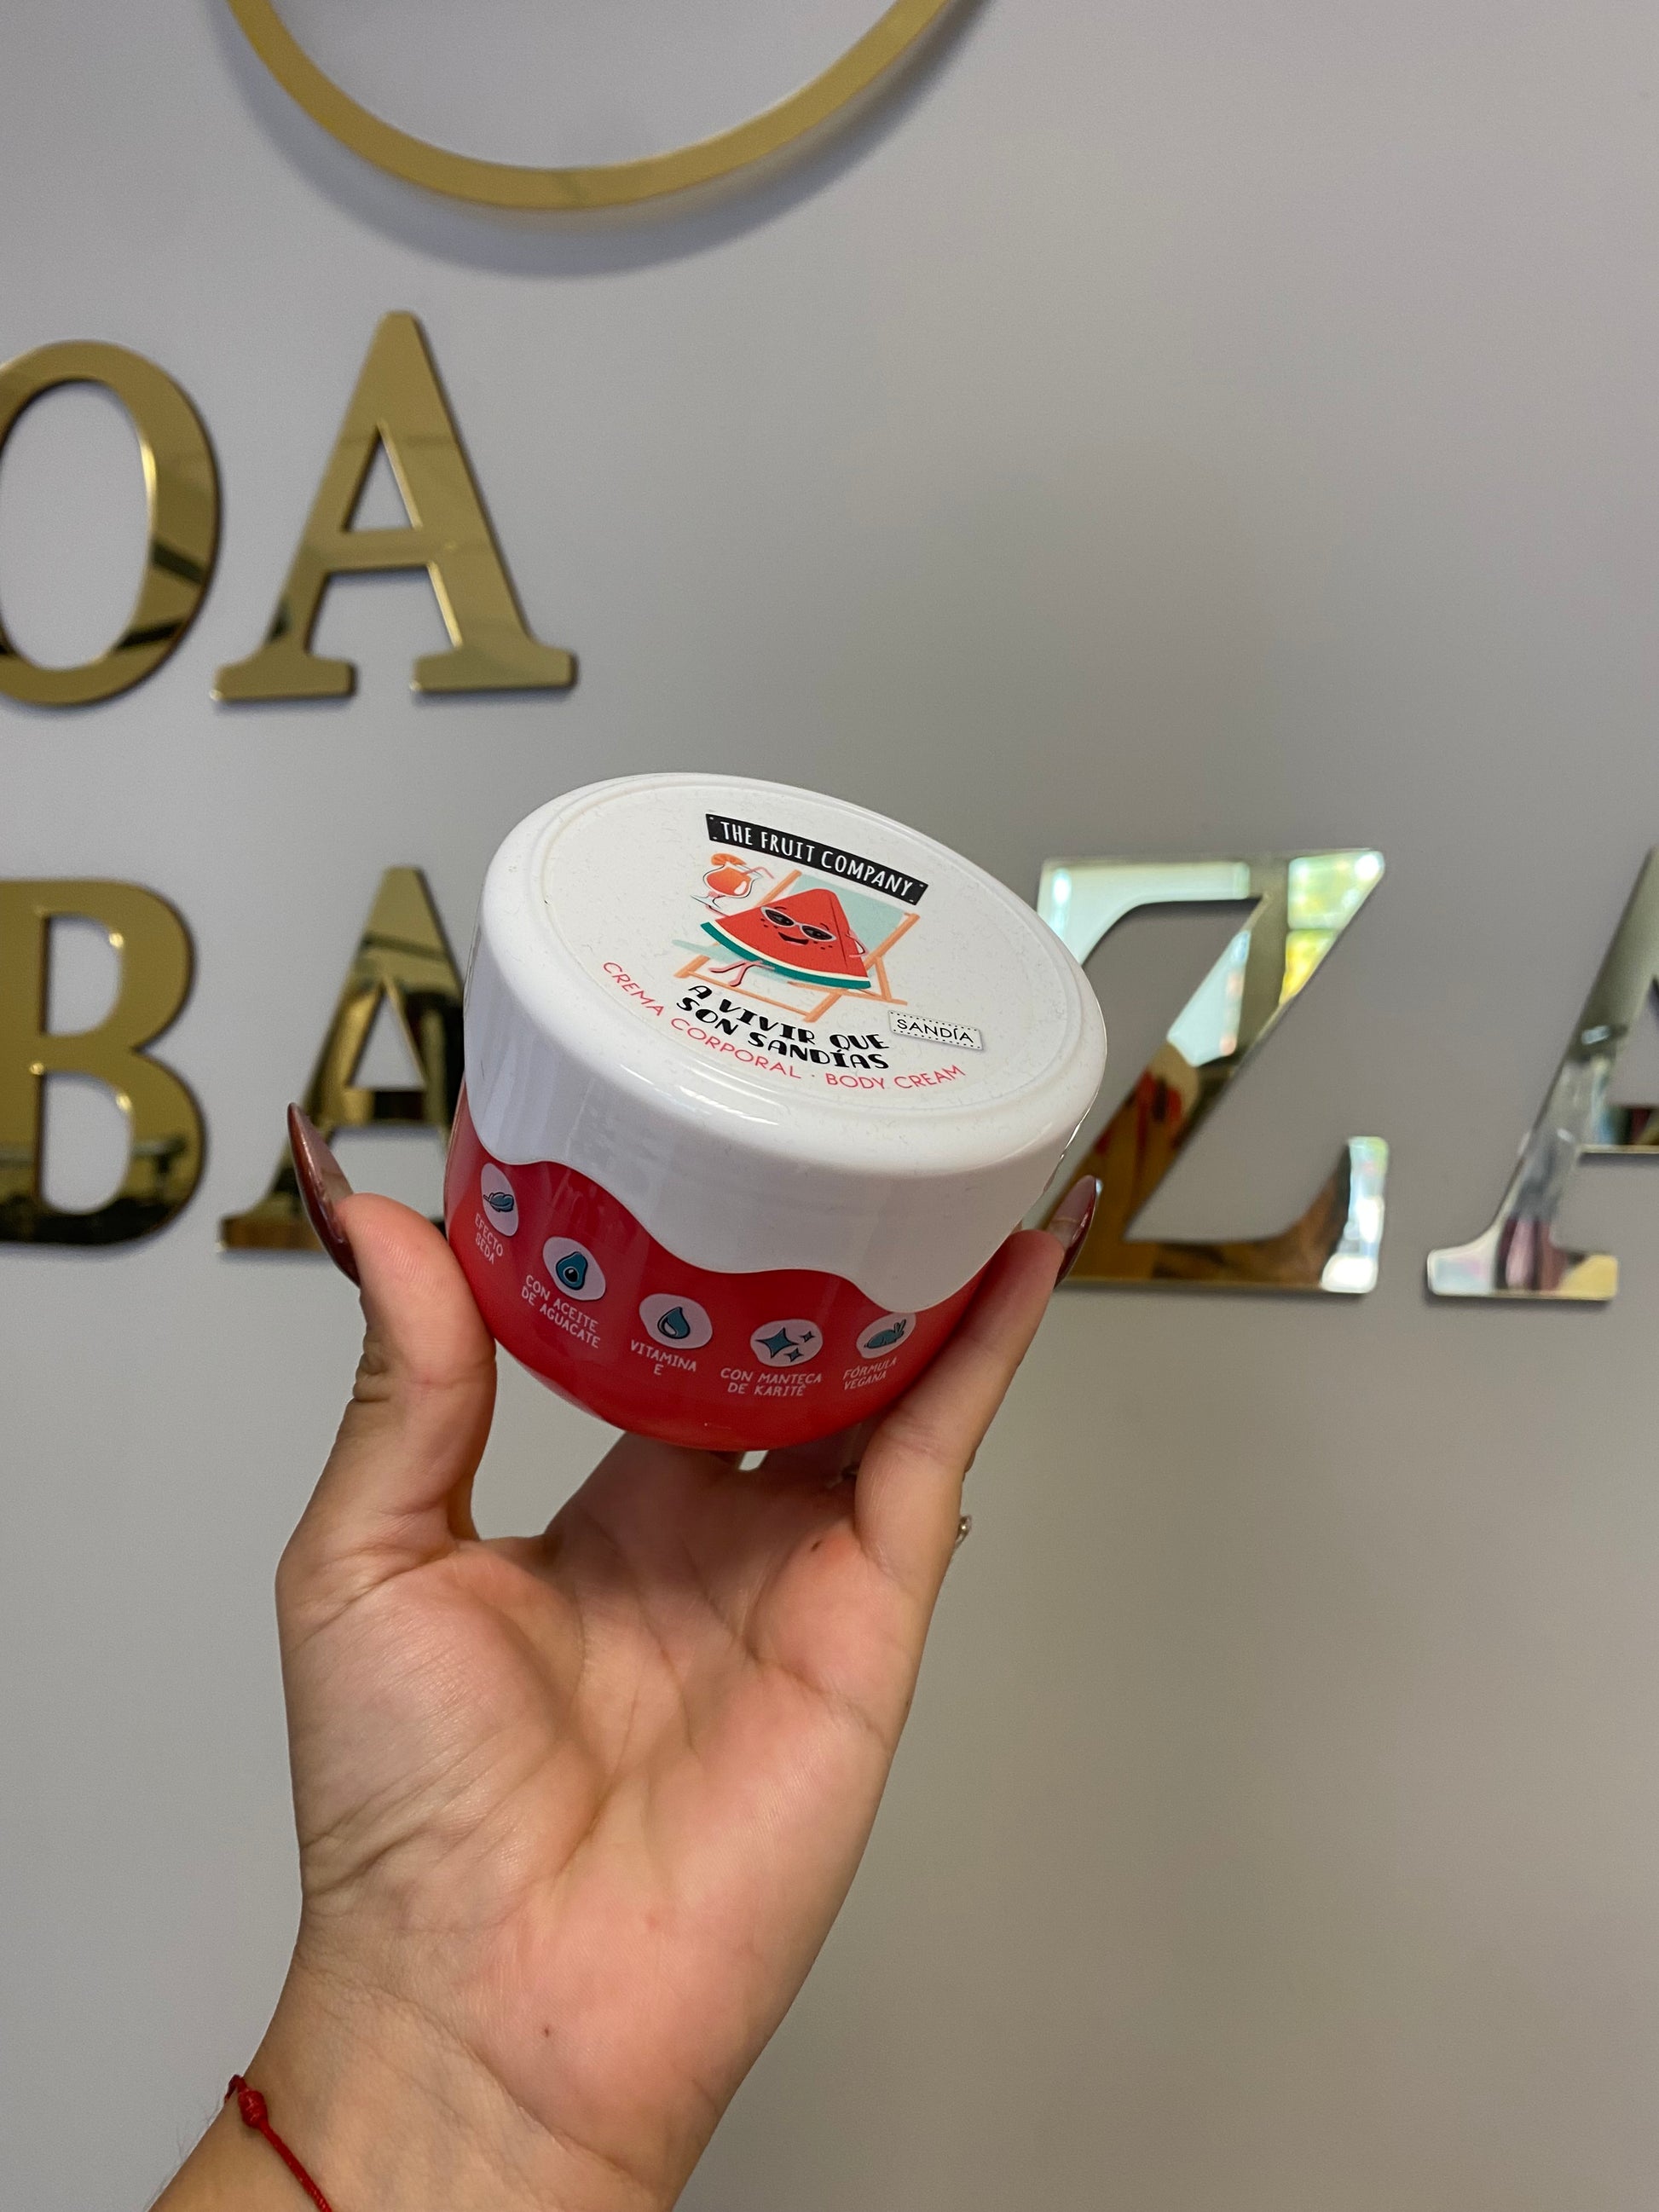 OA
BAZA
THE FRUIT COMPANY
A VIVIR QUE
SON SANDÍAS
SANDÍA
CREMA CORPORAL · BODY CREAM
EFECTO
SEDA
CON ACEITE
DE AGUACATE
VITAMINA
E
CON MANTECA
DE KARITÉ
FÓRMULA
VEGANA